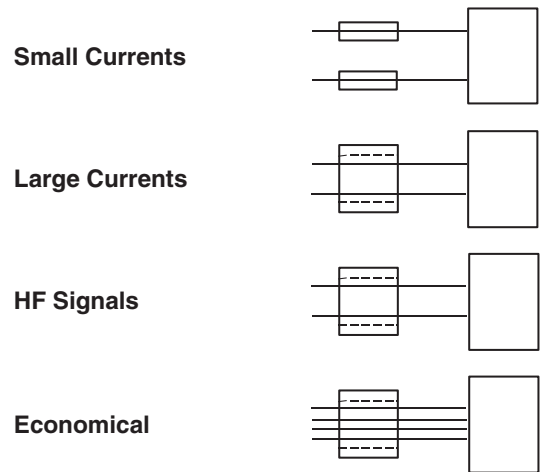 Small Currents
Large Currents
HF Signals
Economical